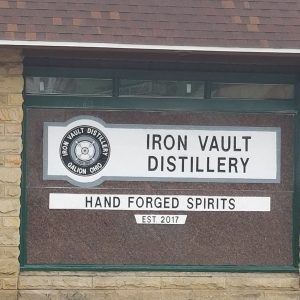 IRON VAULT DISTILLERY
GALION OHIO
IRON VAULT
DISTILLERY
HAND FORGED SPIRITS
EST. 2017